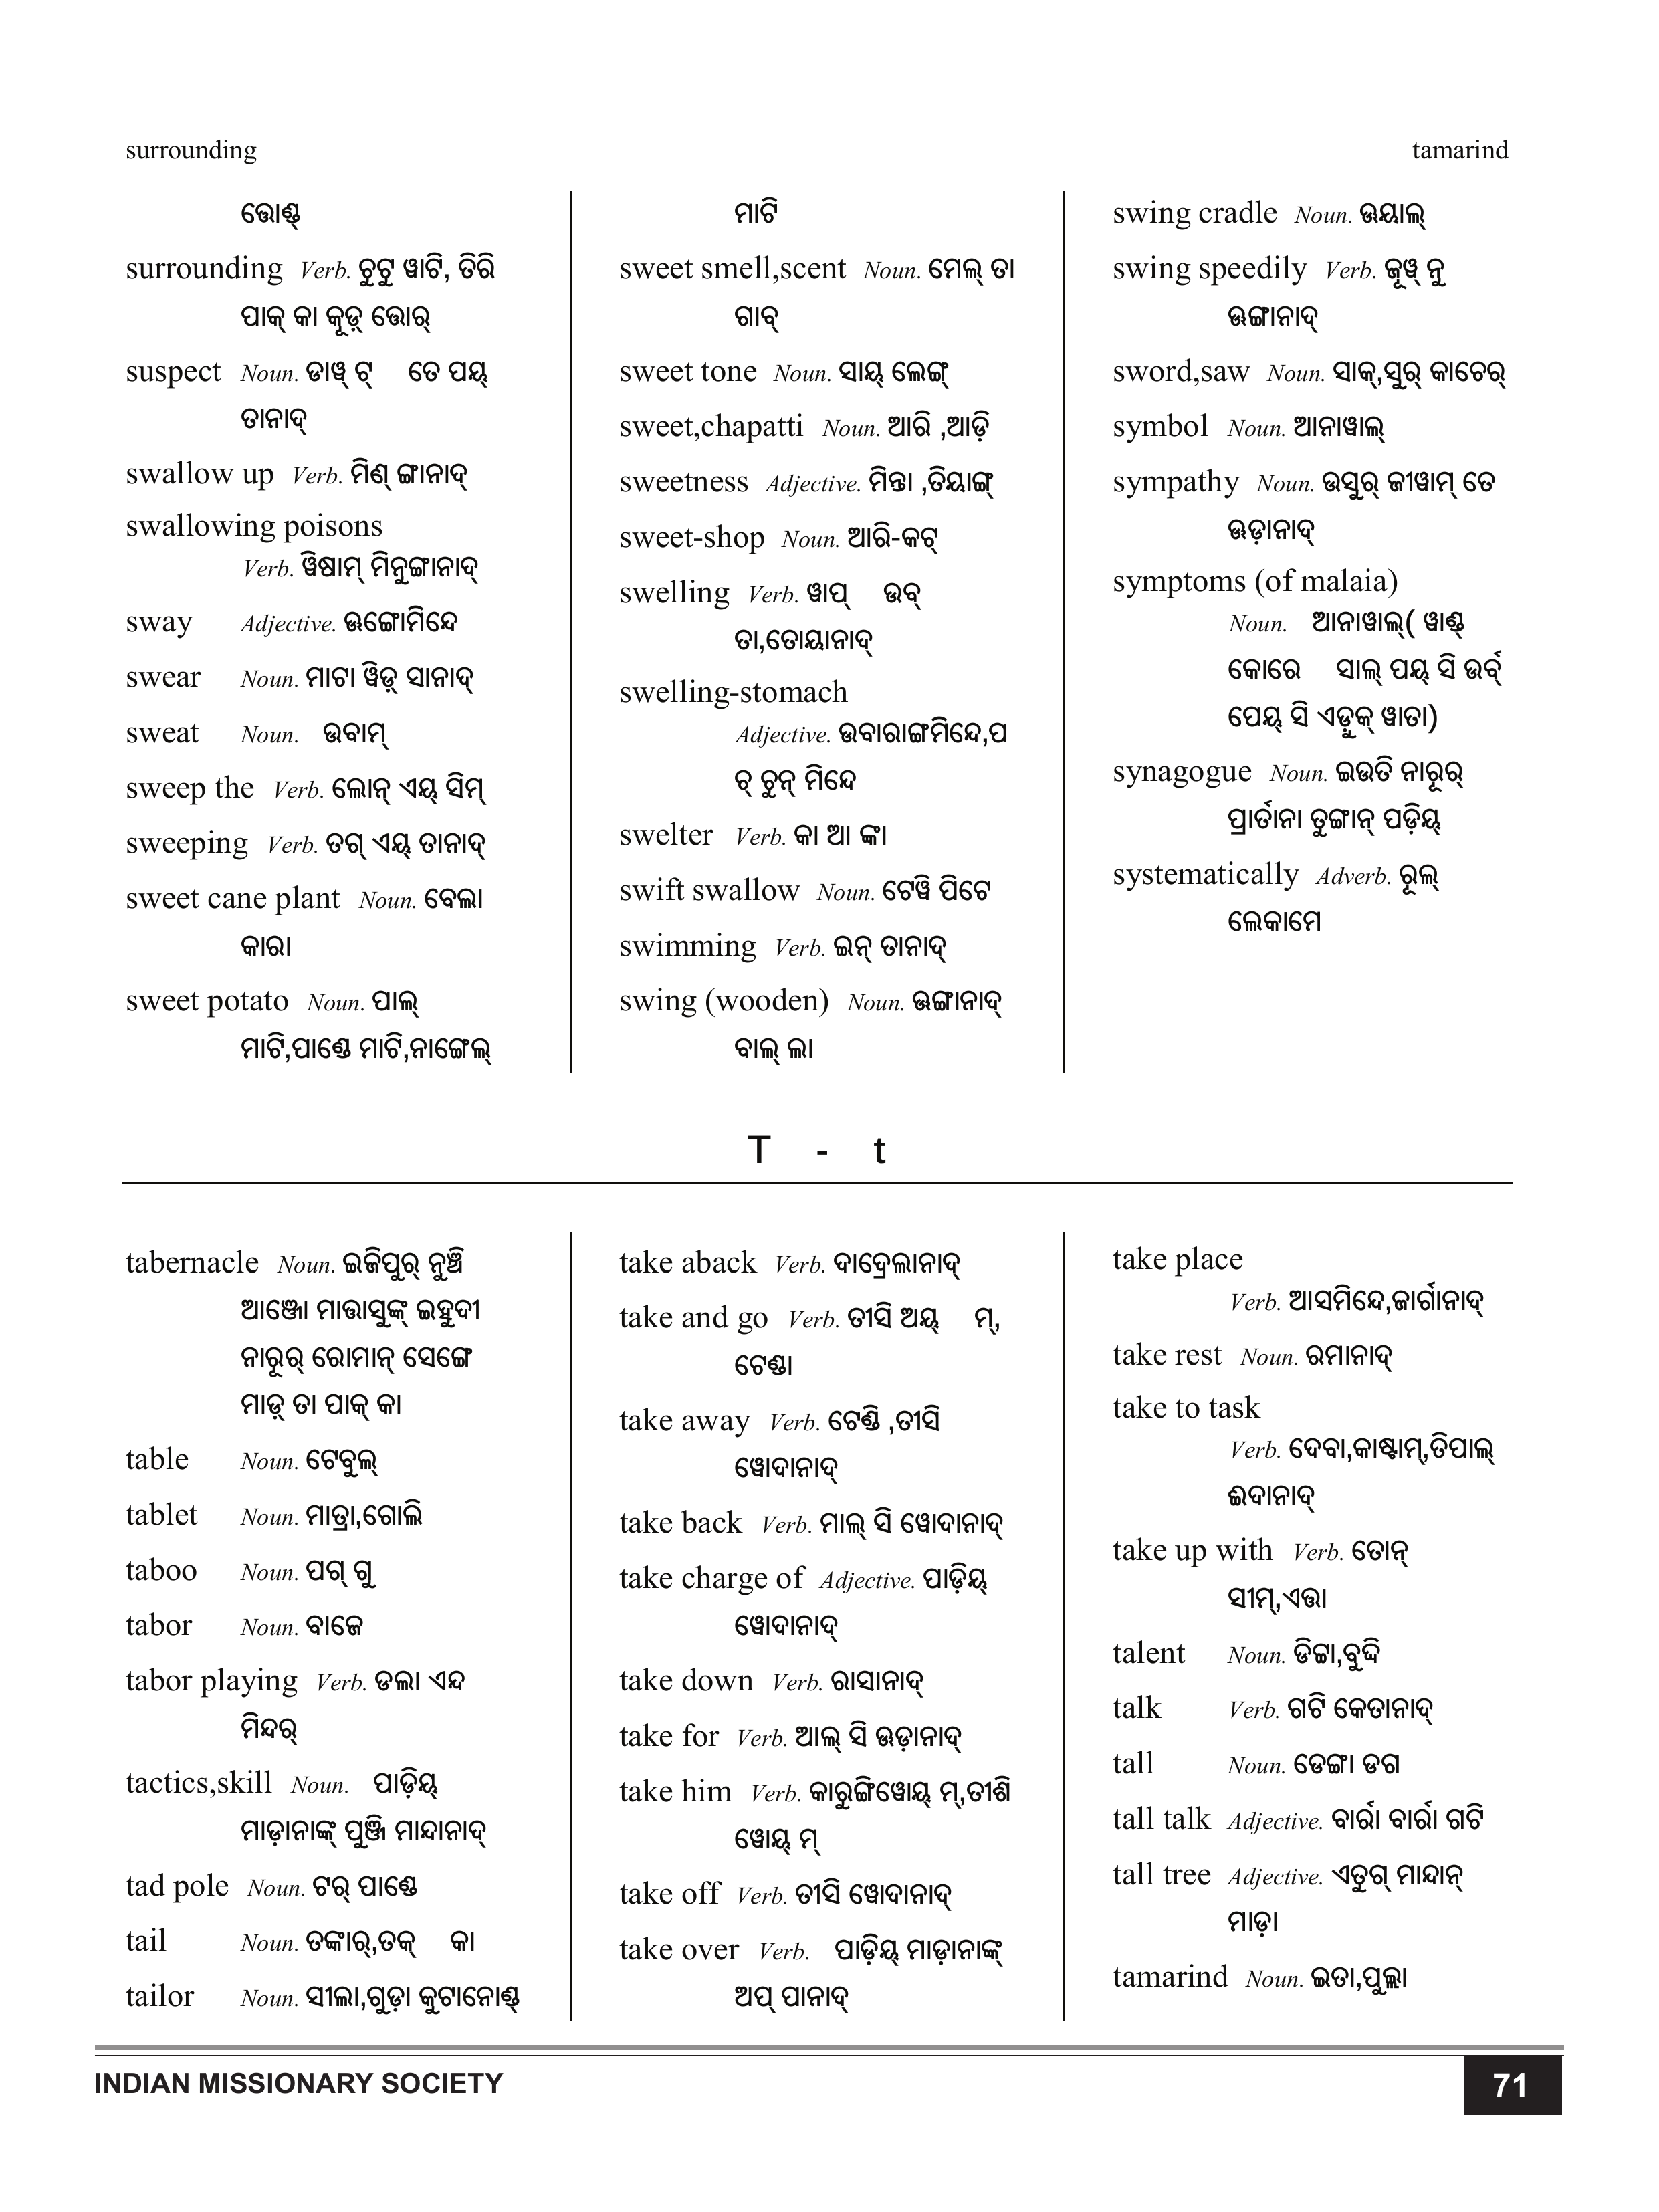 surrounding
tamarind
ତ୍ତୋଣ୍ଡ୍
surrounding Verb. ଚୁଟୁ ୱାଟି, ତିରି
ପାକ୍ କା କୂଡ଼୍ ତ୍ତୋର୍
suspect Noun. ଡାୱ୍ ଟ୍ ତେ ପୟ୍
ତାନାଦ୍
swallow up Verb. ମିଣ୍ ଙ୍ଗାନାଦ୍
swallowing poisons
Verb. ୱିଷାମ୍ ମିନୁଙ୍ଗାନାଦ୍
sway Adjective. ଊଙ୍ଗୋମିନ୍ଦେ
swear Noun. ମାଟା ୱିଡ଼୍ ସାନାଦ୍
sweat Noun. ଉବାମ୍
sweep the Verb. ଲୋନ୍ ଏୟ୍ ସିମ୍
sweeping Verb. ତଗ୍ ଏୟ୍ ତାନାଦ୍
sweet cane plant Noun. ବେଲା
କାରା
sweet potato Noun. ପାଲ୍
ମାଟି,ପାଣ୍ଡେ ମାଟି,ନାଙ୍ଗେଲ୍
ମାଟି
sweet smell,scent Noun. ମେଲ୍ ତା
ଗାବ୍
sweet tone Noun. ସାୟ୍ ଲେଙ୍ଗ୍
sweet,chapatti Noun. ଆରି ,ଆଡ଼ି
sweetness Adjective. ମିନ୍ତା ,ତିୟାଙ୍ଗ୍
sweet-shop Noun. ଆରି-କଟ୍
swelling Verb. ୱାପ୍ ଉବ୍
ତା,ତୋୟାନାଦ୍
swelling-stomach
Adjective. ଉବାରାଙ୍ଗମିନ୍ଦେ,ପ
ଚ୍ ଚୁନ୍ ମିନ୍ଦେ
swelter Verb. କା ଆ ଙ୍କା
swift swallow Noun. ଟେୱି ପିଟେ
swimming Verb. ଇନ୍ ତାନାଦ୍
swing (wooden) Noun. ଊଙ୍ଗାନାଦ୍
ବାଲ୍ ଲା
swing cradle Noun. ଊୟାଲ୍
swing speedily Verb. ଜୂୱ୍ ନୁ
ଊଙ୍ଗାନାଦ୍
sword,saw Noun. ସାକ୍,ସୁର୍ କାଚେର୍
symbol Noun. ଆନାୱାଲ୍
sympathy Noun. ଉସୁର୍ ଜୀୱାମ୍ ତେ
ଊଡ଼ାନାଦ୍
symptoms (of malaia)
Noun. ଆନାୱାଲ୍( ୱାଣ୍ଡ୍
କୋରେ ସାଲ୍ ପୟ୍ ସି ଉର୍ବ୍
ପେୟ୍ ସି ଏଡ଼ୁକ୍ ୱାତା)
synagogue Noun. ଇଉତି ନାରୂର୍
ପ୍ରାର୍ତାନା ତୁଙ୍ଗାନ୍ ପଡ଼ିୟ୍
systematically Adverb. ରୂଲ୍
ଲେକାମେ
T - t
tabernacle Noun. ଇଜିପୁର୍ ନୁଞ୍ଚି
ଆଞ୍ଜୋ ମାତ୍ତାସୁଙ୍କ୍ ଇହୁଦୀ
ନାରୂର୍ ରୋମାନ୍ ସେଙ୍ଗେ
ମାଡ଼୍ ତା ପାକ୍ କା
table Noun. ଟେବୁଲ୍
tablet Noun. ମାତ୍ରା,ଗୋଲି
taboo Noun. ପଗ୍ ଗୁ
tabor Noun. ବାଜେ
tabor playing Verb. ଡଲା ଏନ୍ଦ
ମିନ୍ଦର୍
tactics,skill Noun. ପାଡ଼ିୟ୍
ମାଡ଼ାନାଙ୍କ୍ ପୁଞ୍ଜି ମାନ୍ଦାନାଦ୍
tad pole Noun. ଟର୍ ପାଣ୍ଡେ
tail Noun. ତଙ୍କାର୍,ତକ୍ କା
tailor Noun. ସୀଲା,ଗୁଡ଼ା କୁଟାନୋଣ୍ଡ୍
take aback Verb. ଦାଦ୍ରେଲାନାଦ୍
take and go Verb. ତୀସି ଅୟ୍ ମ୍,
ଟେଣ୍ଡା
take away Verb. ଟେଣ୍ଡି ,ତୀସି
ୱୋଦାନାଦ୍
take back Verb. ମାଲ୍ ସି ୱୋଦାନାଦ୍
take charge of Adjective. ପାଡ଼ିୟ୍
ୱୋଦାନାଦ୍
take down Verb. ରାସାନାଦ୍
take for Verb. ଆଲ୍ ସି ଊଡ଼ାନାଦ୍
take him Verb. କାରୁଙ୍ଗିୱୋୟ୍ ମ୍,ତୀଶି
ୱୋୟ୍ ମ୍
take off Verb. ତୀସି ୱୋଦାନାଦ୍
take over Verb. ପାଡ଼ିୟ୍ ମାଡ଼ାନାଙ୍କ୍
ଅପ୍ ପାନାଦ୍
take place
Verb. ଆସମିନ୍ଦେ,ଜାର୍ଗାନାଦ୍
take rest Noun. ରମାନାଦ୍
take to task
Verb. ଦେବା,କାଷ୍ଟାମ୍,ତିପାଲ୍
ଈଦାନାଦ୍
take up with Verb. ତୋନ୍
ସୀମ୍,ଏତ୍ତା
talent Noun. ଡିଟ୍ଟା,ବୁଦ୍ଦି
talk Verb. ଗଟି କେତାନାଦ୍
tall Noun. ଡେଙ୍ଗା ଡଗ
tall talk Adjective. ବାର୍ରା ବାର୍ରା ଗଟି
tall tree Adjective. ଏତୁଗ୍ ମାନ୍ଦାନ୍
ମାଡ଼ା
tamarind Noun. ଇତା,ପୁଲ୍ଲା
INDIAN MISSIONARY SOCIETY
71